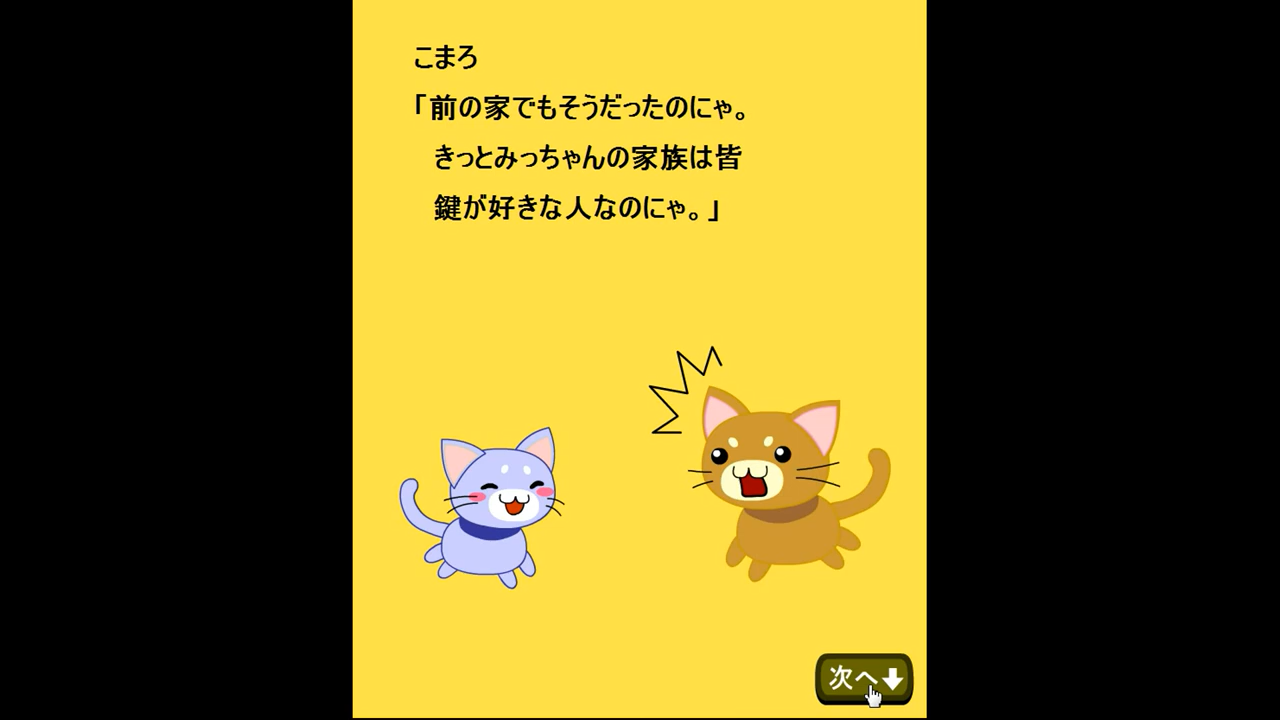 こまろ
「前の家でもそうだったのにゃ。
きっとみっちゃんの家族は皆
鍵が好きな人なのにゃ。」
次へ